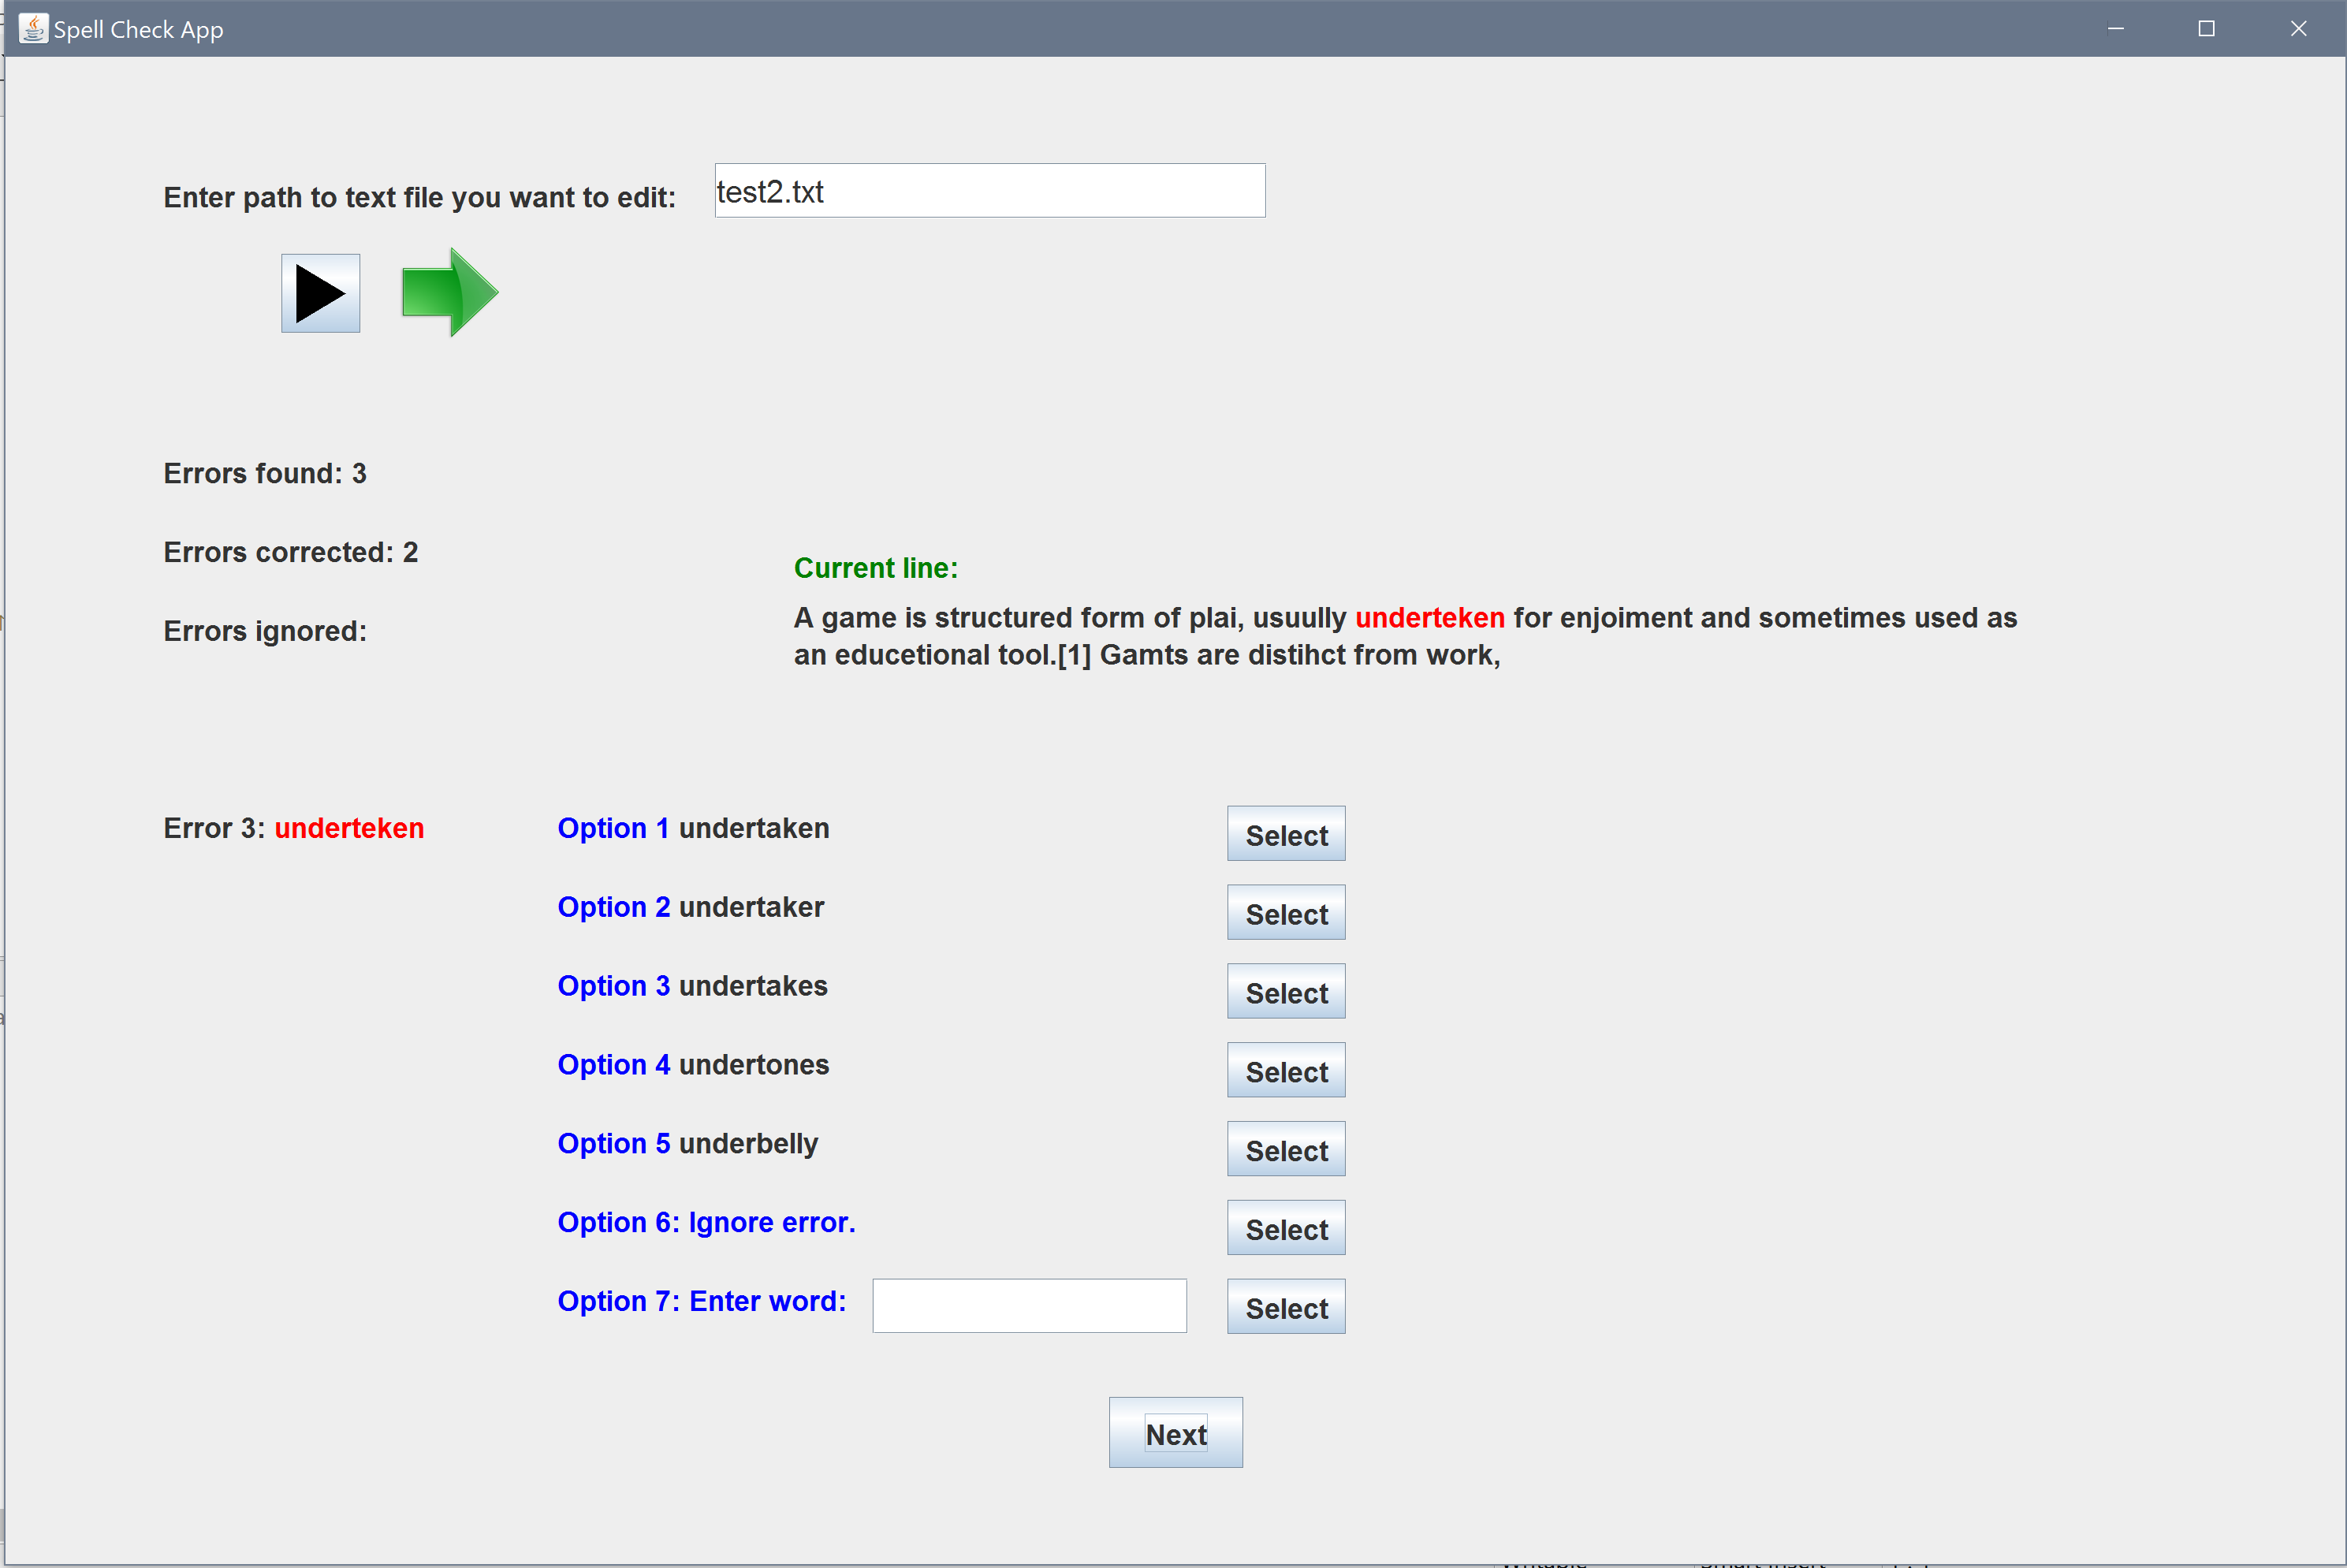 Spell Check App
Enter path to text file you want to edit: test2.txt
Errors found: 3
Errors corrected: 2
Errors ignored:
Current line:
A game is structured form of plai, usuully underteken for enjoiment and sometimes used as
an educetional tool.[1] Gamts are distihct from work,
Error 3: underteken
Option 1 undertaken Select
Option 2 undertaker Select
Option 3 undertakes Select
Option 4 undertones Select
Option 5 underbelly Select
Option 6: Ignore error. Select
Option 7: Enter word: Select
Next